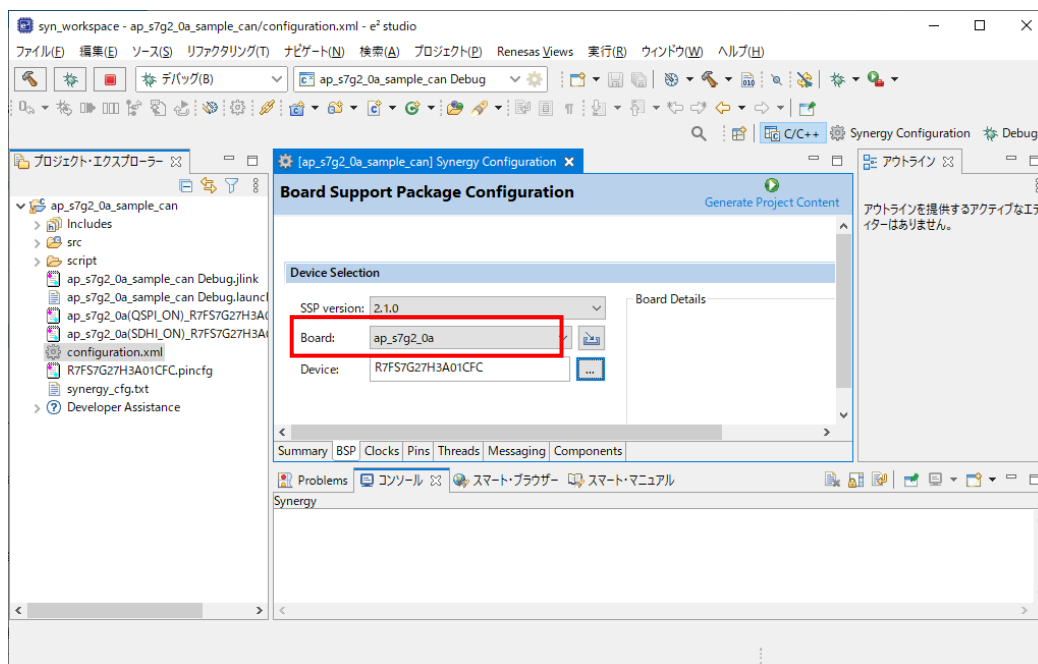 syn_workspace - ap_s7g2_0a_sample_can/configuration.xml - e² studio
ファイル(F) 編集(E) ソース(S) リファクタリング(T) ナビゲート(N) 検索(A) プロジェクト(P) Renesas Views 実行(R) ウィンドウ(W) ヘルプ(H)
デバッグ(B) ap_s7g2_0a_sample_can Debug
C/C++ Synergy Configuration Debug
プロジェクト・エクスプローラー
ap_s7g2_0a_sample_can
Includes
src
script
ap_s7g2_0a_sample_can Debug.jlink
ap_s7g2_0a_sample_can Debug.launcl
ap_s7g2_0a(QSPI_ON)_R7FS7G27H3A(
ap_s7g2_0a(SDHI_ON)_R7FS7G27H3A(
configuration.xml
R7FS7G27H3A01CFC.pincfg
synergy_cfg.txt
Developer Assistance
[ap_s7g2_0a_sample_can] Synergy Configuration
Board Support Package Configuration
Generate Project Content
Device Selection
SSP version: 2.1.0
Board: ap_s7g2_0a
Device: R7FS7G27H3A01CFC
...
Board Details
Summary BSP Clocks Pins Threads Messaging Components
アウトライン
アウトラインを提供するアクティブなエデ
ィターはありません。
Problems コンソール スマート・ブラウザー スマート・マニュアル
Synergy